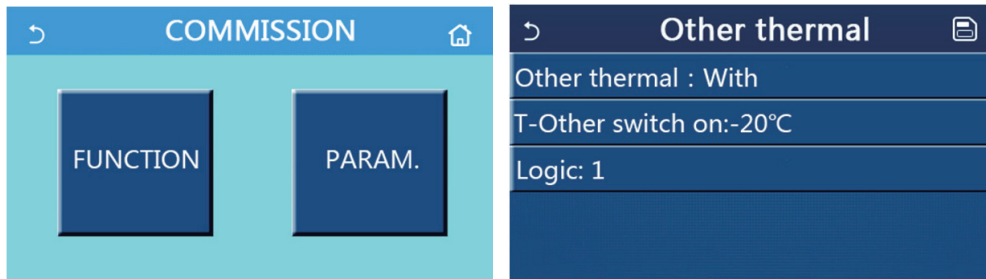 COMMISSION
FUNCTION
PARAM.
Other thermal
Other thermal : With
T-Other switch on:-20℃
Logic: 1